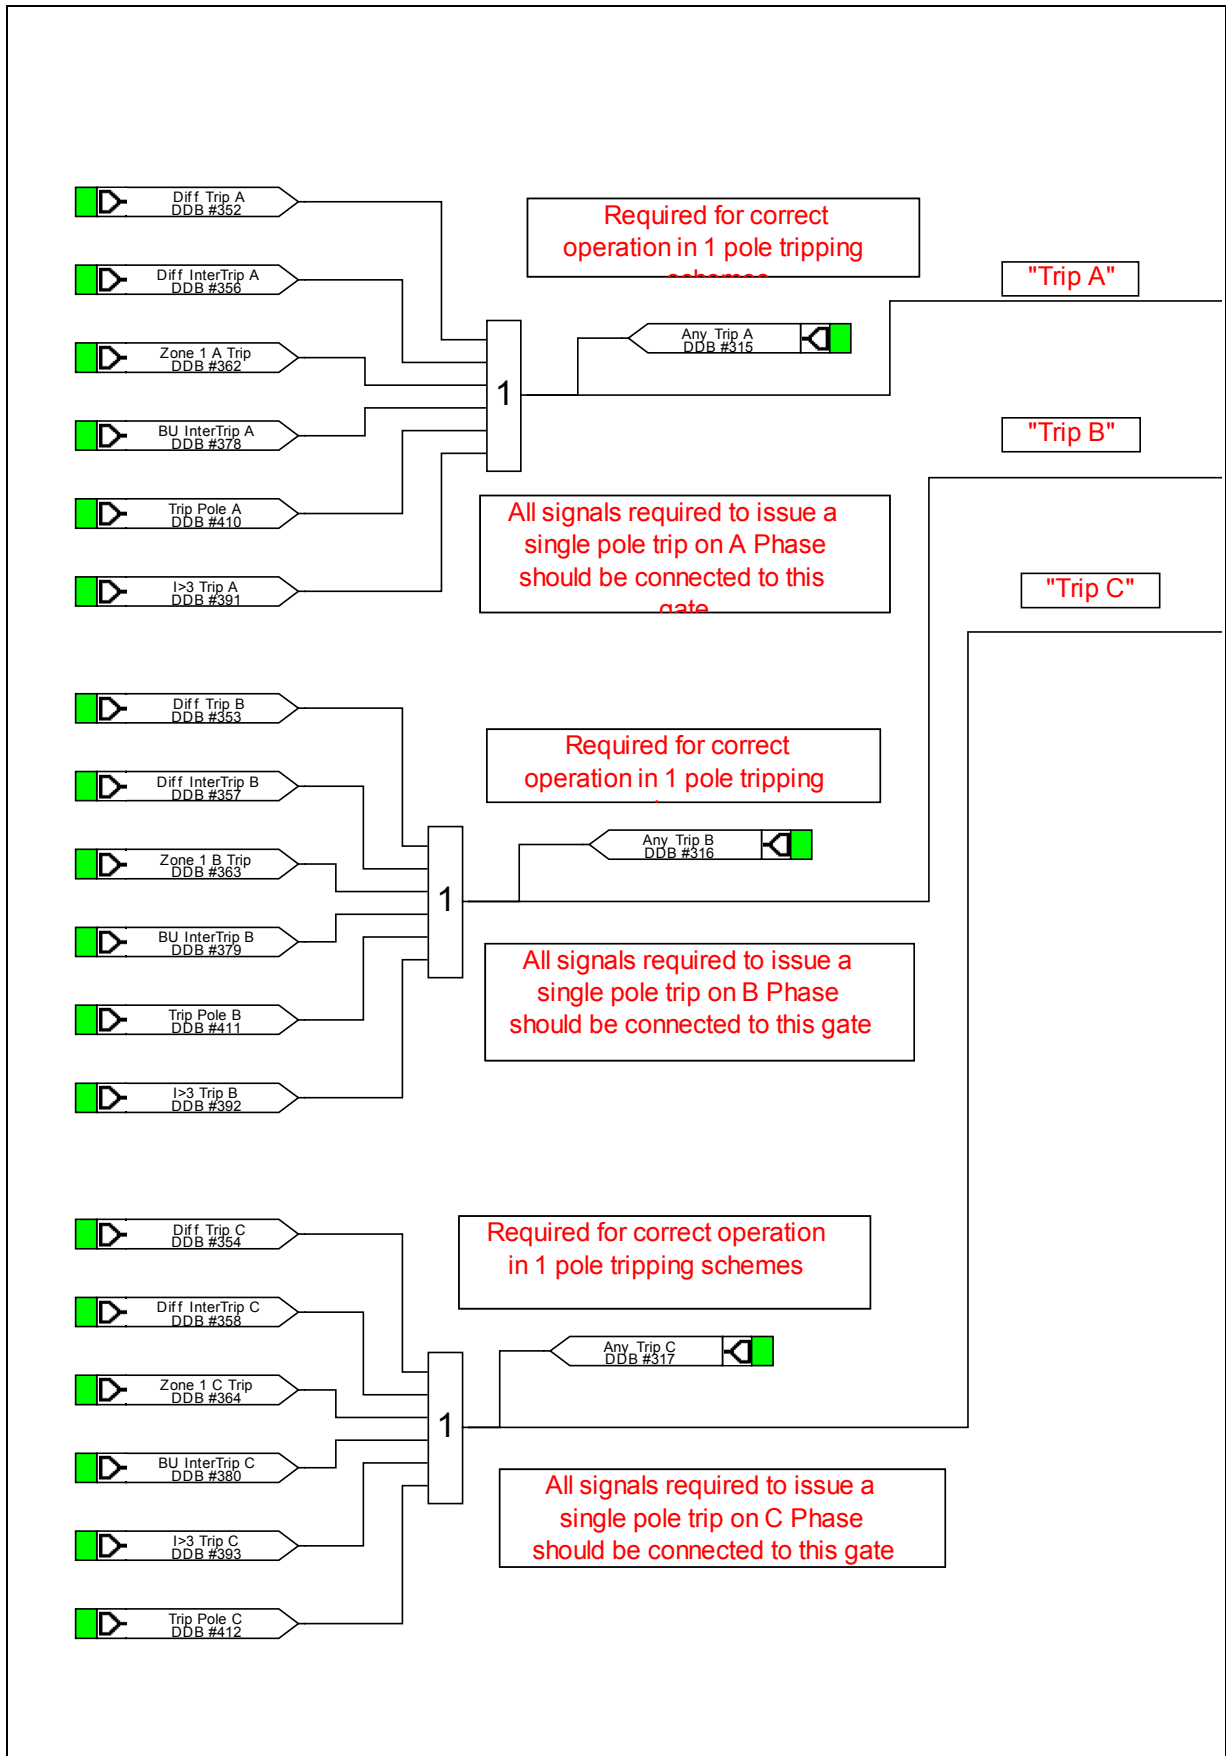 Diff Trip A
DDB #352
Diff InterTrip A
DDB #356
Zone 1 A Trip
DDB #362
BU InterTrip A
DDB #378
Trip Pole A
DDB #410
I>3 Trip A
DDB #391
1
Required for correct
operation in 1 pole tripping
schemes
Any Trip A
DDB #315
All signals required to issue a
single pole trip on A Phase
should be connected to this
gate
"Trip A"
"Trip B"
"Trip C"
Diff Trip B
DDB #353
Diff InterTrip B
DDB #357
Zone 1 B Trip
DDB #363
BU InterTrip B
DDB #379
Trip Pole B
DDB #411
I>3 Trip B
DDB #392
1
Required for correct
operation in 1 pole tripping
Any Trip B
DDB #316
All signals required to issue a
single pole trip on B Phase
should be connected to this gate
Diff Trip C
DDB #354
Diff InterTrip C
DDB #358
Zone 1 C Trip
DDB #364
BU InterTrip C
DDB #380
I>3 Trip C
DDB #393
Trip Pole C
DDB #412
1
Required for correct operation
in 1 pole tripping schemes
Any Trip C
DDB #317
All signals required to issue a
single pole trip on C Phase
should be connected to this gate